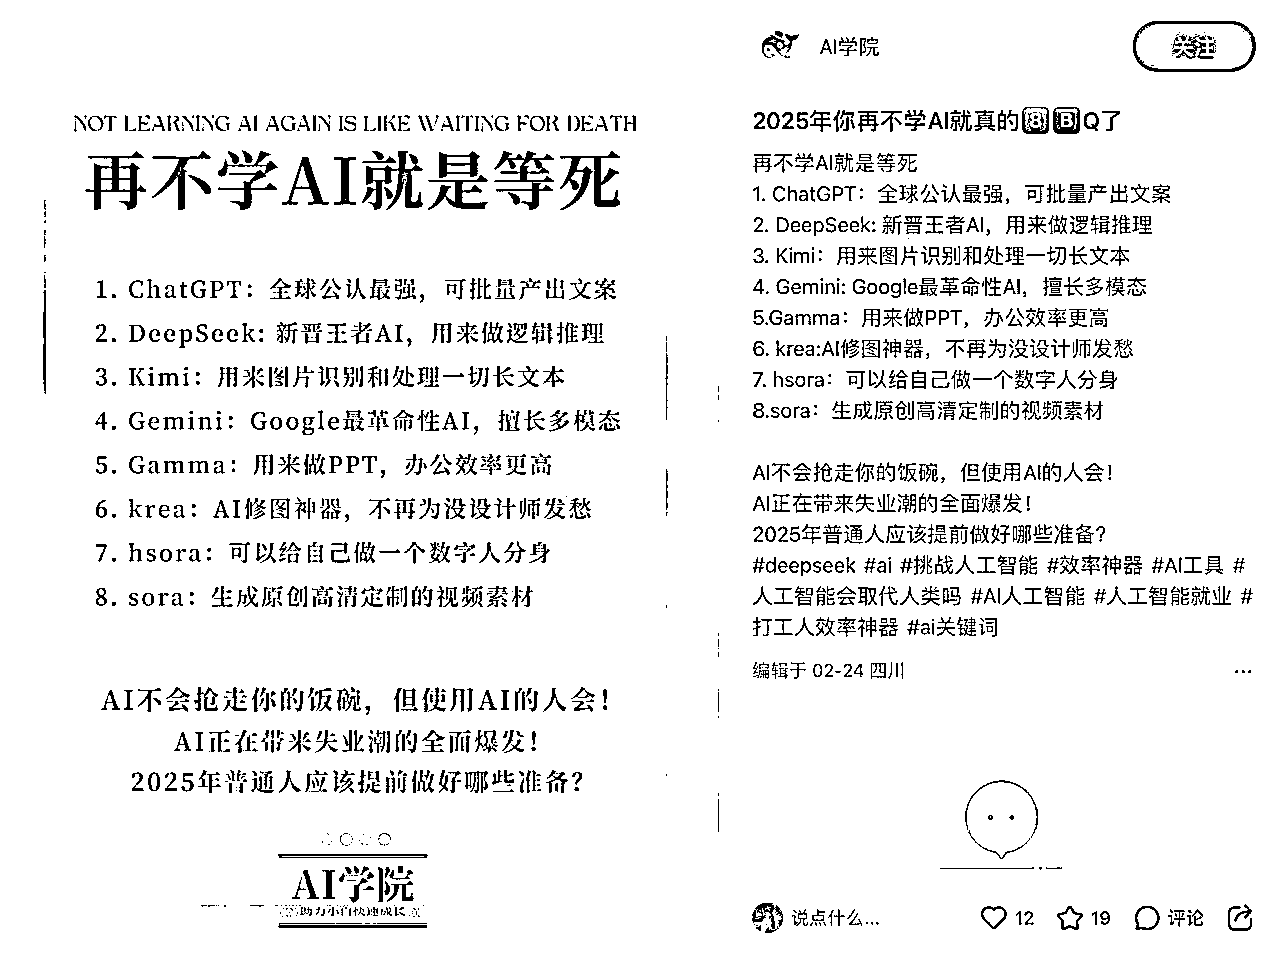 NOT LEARNING AI AGAIN IS LIKE WAITING FOR DEATH
再不学AI就是等死
1. ChatGPT：全球公认最强，可批量产出文案
2. DeepSeek: 新晋王者AI，用来做逻辑推理
3. Kimi：用来图片识别和处理一切长文本
4. Gemini：Google最革命性AI，擅长多模态
5. Gamma：用来做PPT，办公效率更高
6. krea：AI修图神器，不再为没设计师发愁
7. hsora：可以给自己做一个数字人分身
8. sora：生成原创高清定制的视频素材
AI不会抢走你的饭碗，但使用AI的人会！
AI正在带来失业潮的全面爆发！
2025年普通人应该提前做好哪些准备？
AI学院
助力小白快速成长
AI学院
关注
2025年你再不学AI就真的8BQ了
再不学AI就是等死
1. ChatGPT：全球公认最强，可批量产出文案
2. DeepSeek: 新晋王者AI，用来做逻辑推理
3. Kimi：用来图片识别和处理一切长文本
4. Gemini: Google最革命性AI，擅长多模态
5.Gamma：用来做PPT，办公效率更高
6. krea:AI修图神器，不再为没设计师发愁
7. hsora：可以给自己做一个数字人分身
8.sora：生成原创高清定制的视频素材
AI不会抢走你的饭碗，但使用AI的人会！
AI正在带来失业潮的全面爆发！
2025年普通人应该提前做好哪些准备？
#deepseek #ai #挑战人工智能 #效率神器 #AI工具 #
人工智能会取代人类吗 #AI人工智能 #人工智能就业 #
打工人效率神器 #ai关键词
编辑于 02-24 四川
说点什么...
12
19
评论